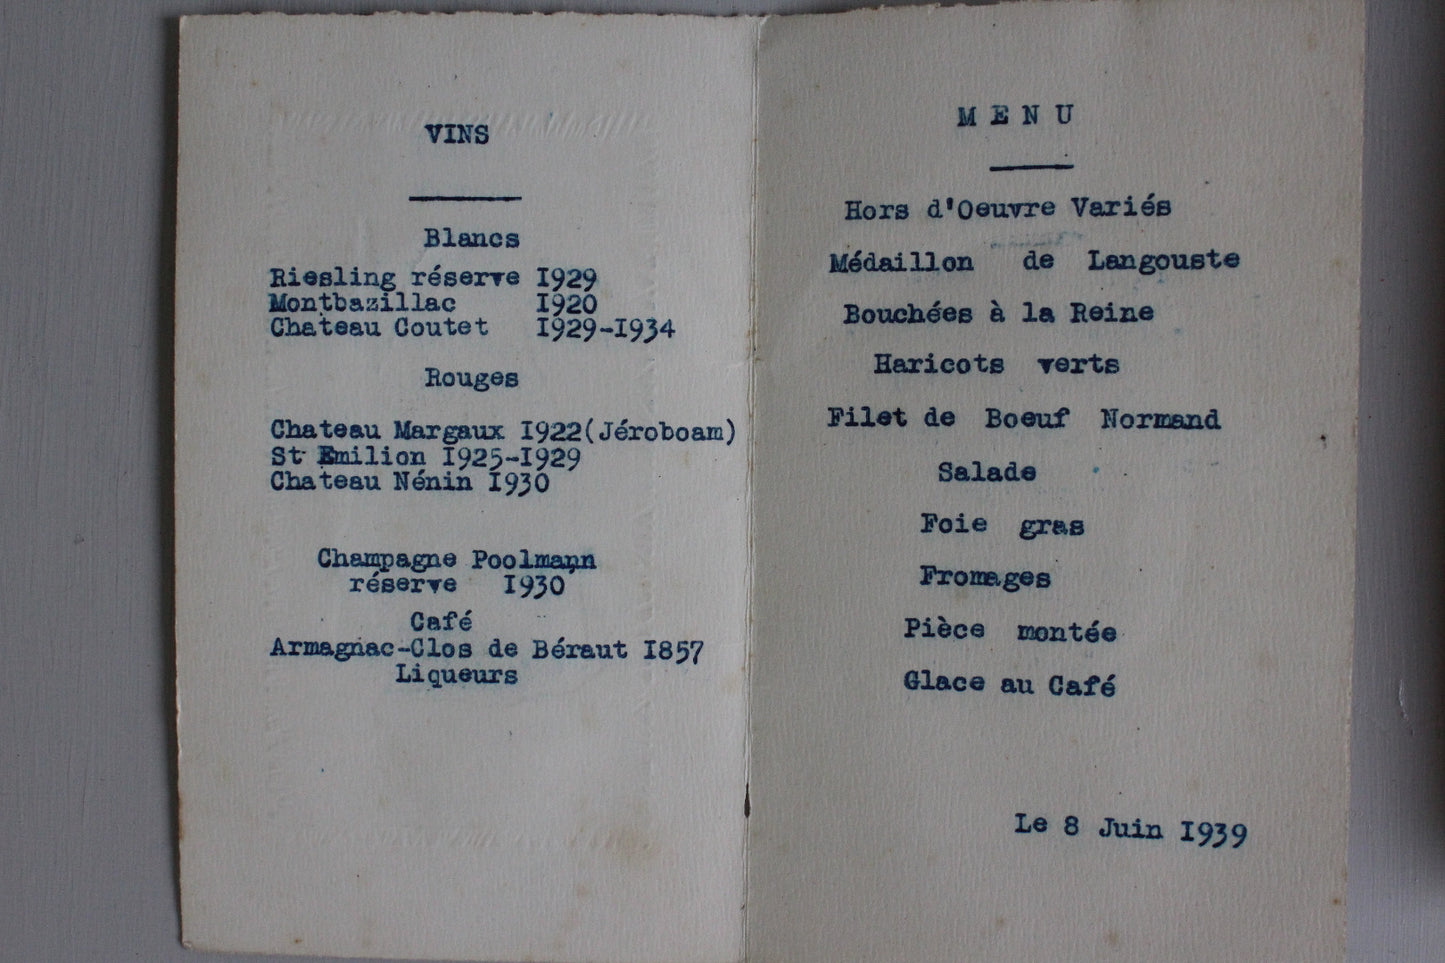 VINS
Blancs
Riesling réserve 1929
Montbazillac 1920
Chateau Coutet 1929-1934
Rouges
Chateau Margaux 1922(Jéroboam)
St Emilion 1925-1929
Chateau Nénin 1930
Champagne Poolmann
réserve 1930
Café
Armagnac-Clos de Béraut 1857
Liqueurs
MENU
Hors d'Oeuvre Variés
Médaillon de Langouste
Bouchées à la Reine
Haricots verts
Filet de Boeuf Normand
Salade
Foie gras
Fromages
Pièce montée
Glace au Café
Le 8 Juin 1939